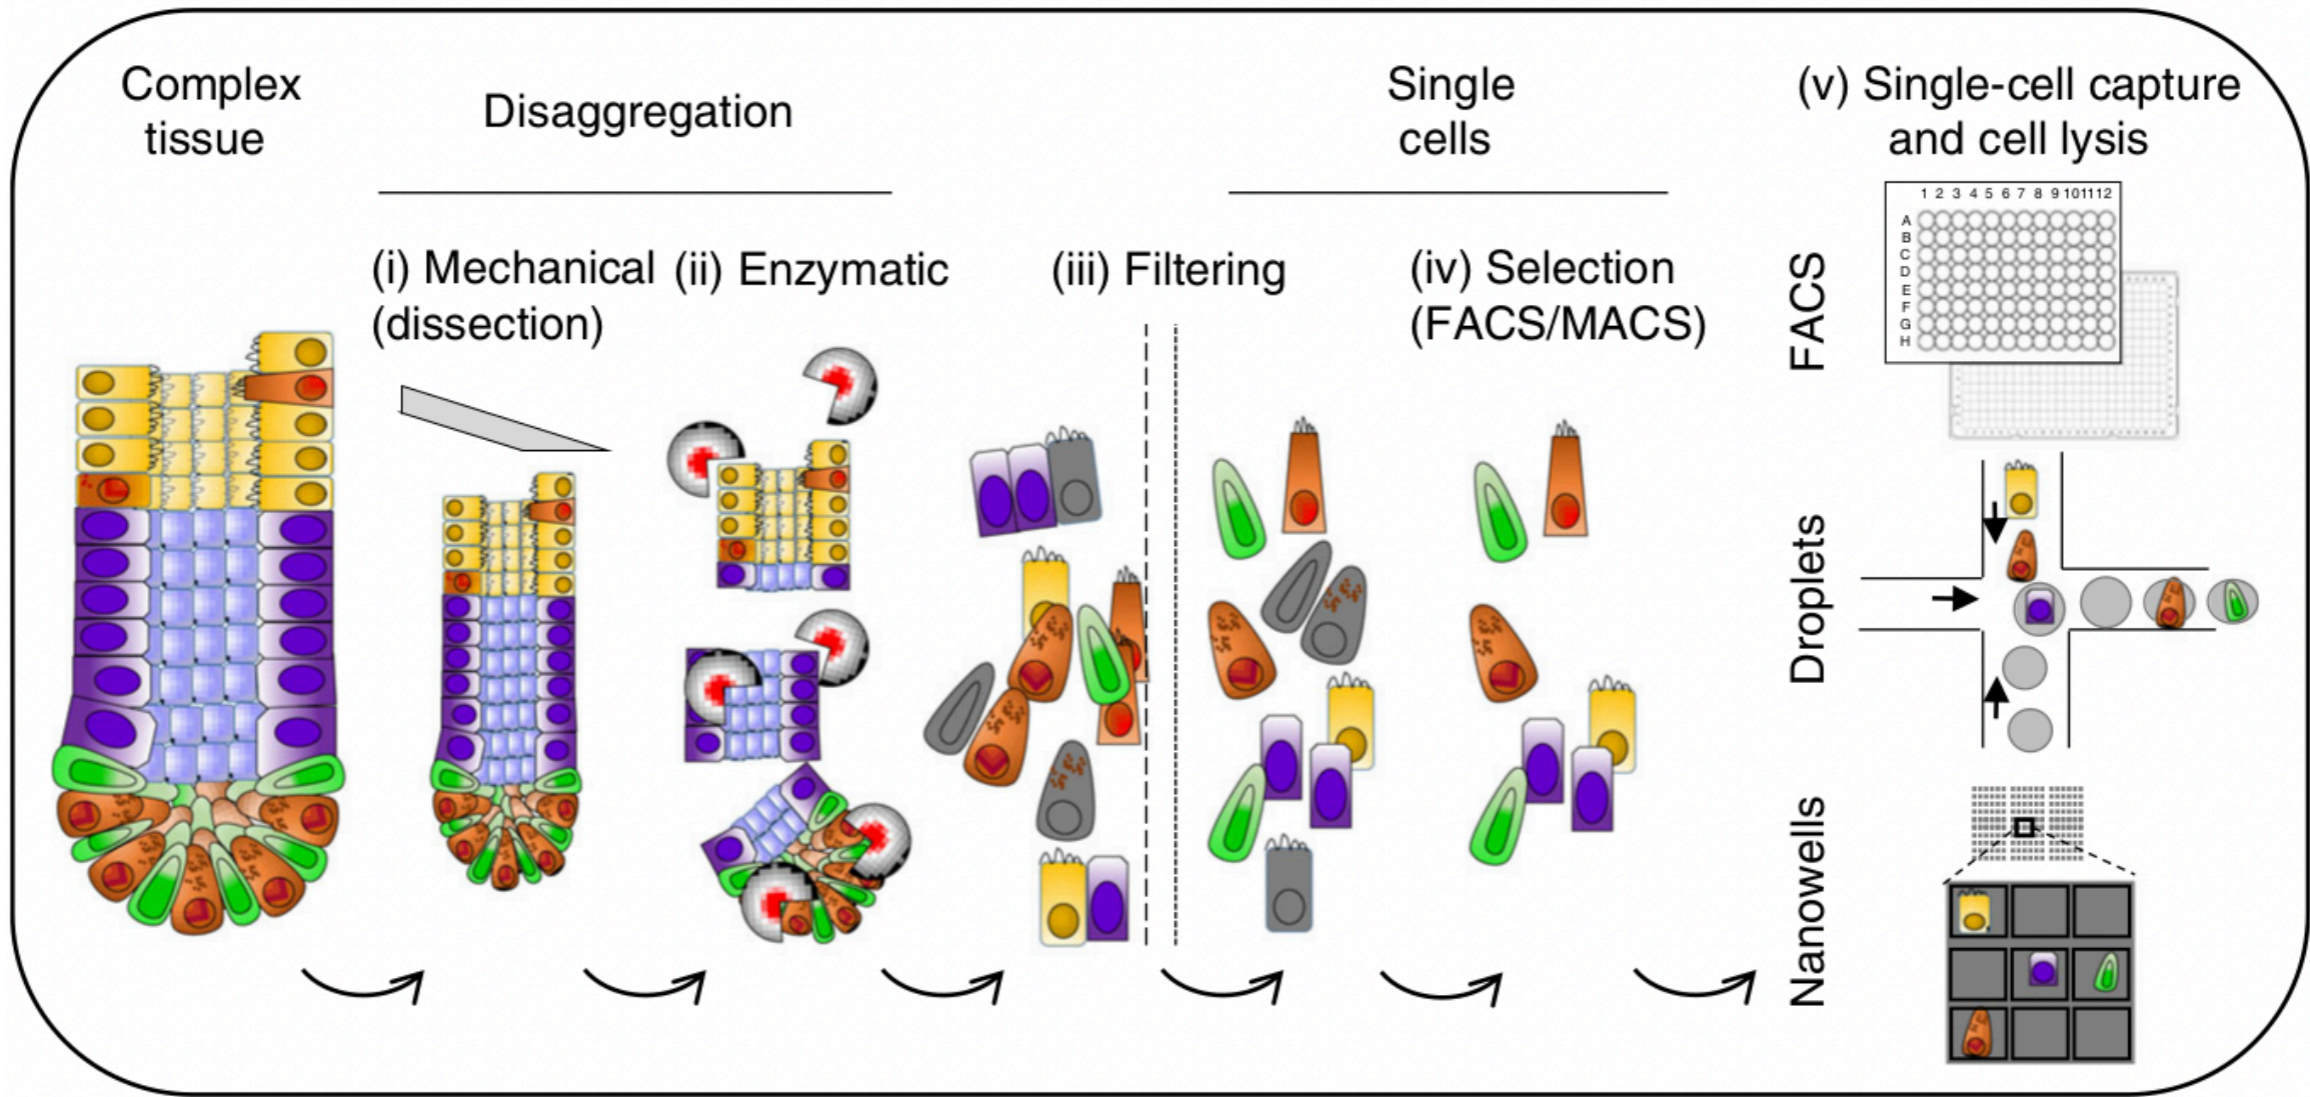 Complex
tissue
Disaggregation
Single
cells
(v) Single-cell capture
and cell lysis
(i) Mechanical
(dissection)
(ii) Enzymatic
(iii) Filtering
(iv) Selection
(FACS/MACS)
FACS
1 2 3 4 5 6 7 8 9 10 11 12
A
B
C
D
E
F
G
H
Droplets
Nanowells